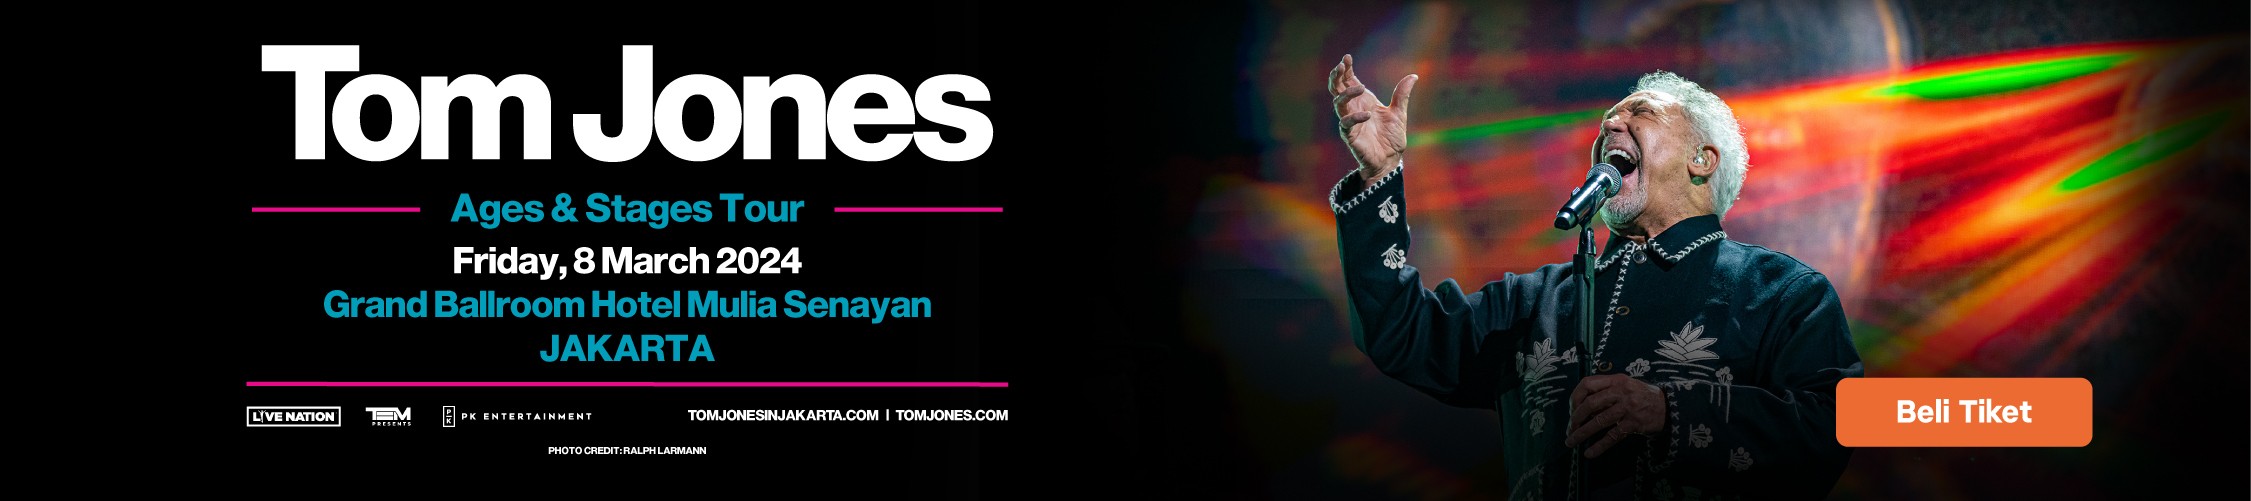 Tom Jones
Ages & Stages Tour
Friday, 8 March 2024
Grand Ballroom Hotel Mulia Senayan
JAKARTA
LIVE NATION TEM PRESENTS PK PK ENTERTAINMENT TOMJONESINJAKARTA.COM | TOMJONES.COM
PHOTO CREDIT: RALPH LARMANN
Beli Tiket